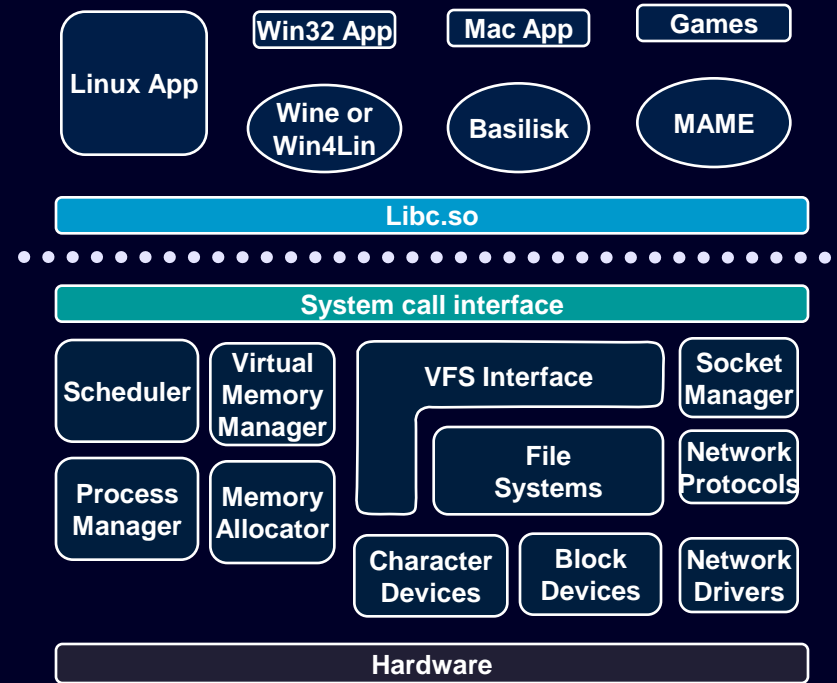 Linux App
Win32 App
Mac App
Games
Wine or
Win4Lin
Basilisk
MAME
Libc.so
System call interface
Scheduler
Virtual
Memory
Manager
VFS Interface
Socket
Manager
Process
Manager
Memory
Allocator
File
Systems
Network
Protocols
Character
Devices
Block
Devices
Network
Drivers
Hardware